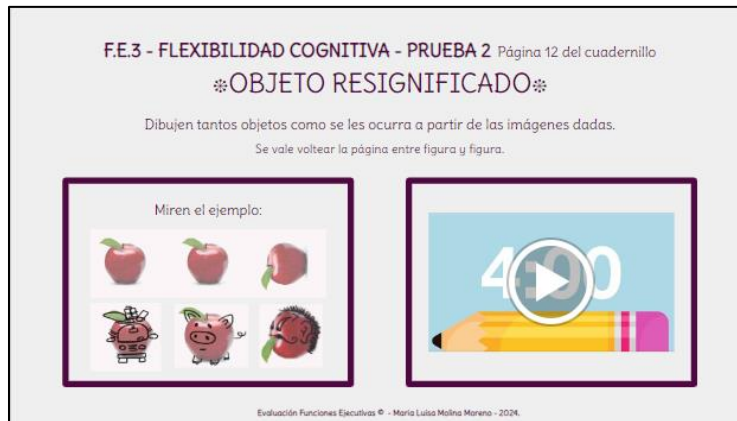 F.E.3 - FLEXIBILIDAD COGNITIVA - PRUEBA 2 Página 12 del cuadernillo
❊OBJETO RESIGNIFICADO❊
Dibujen tantos objetos como se les ocurra a partir de las imágenes dadas.
Se vale voltear la página entre figura y figura.
Miren el ejemplo:
4:00
Evaluación Funciones Ejecutivas © - María Luisa Molina Moreno - 2024.